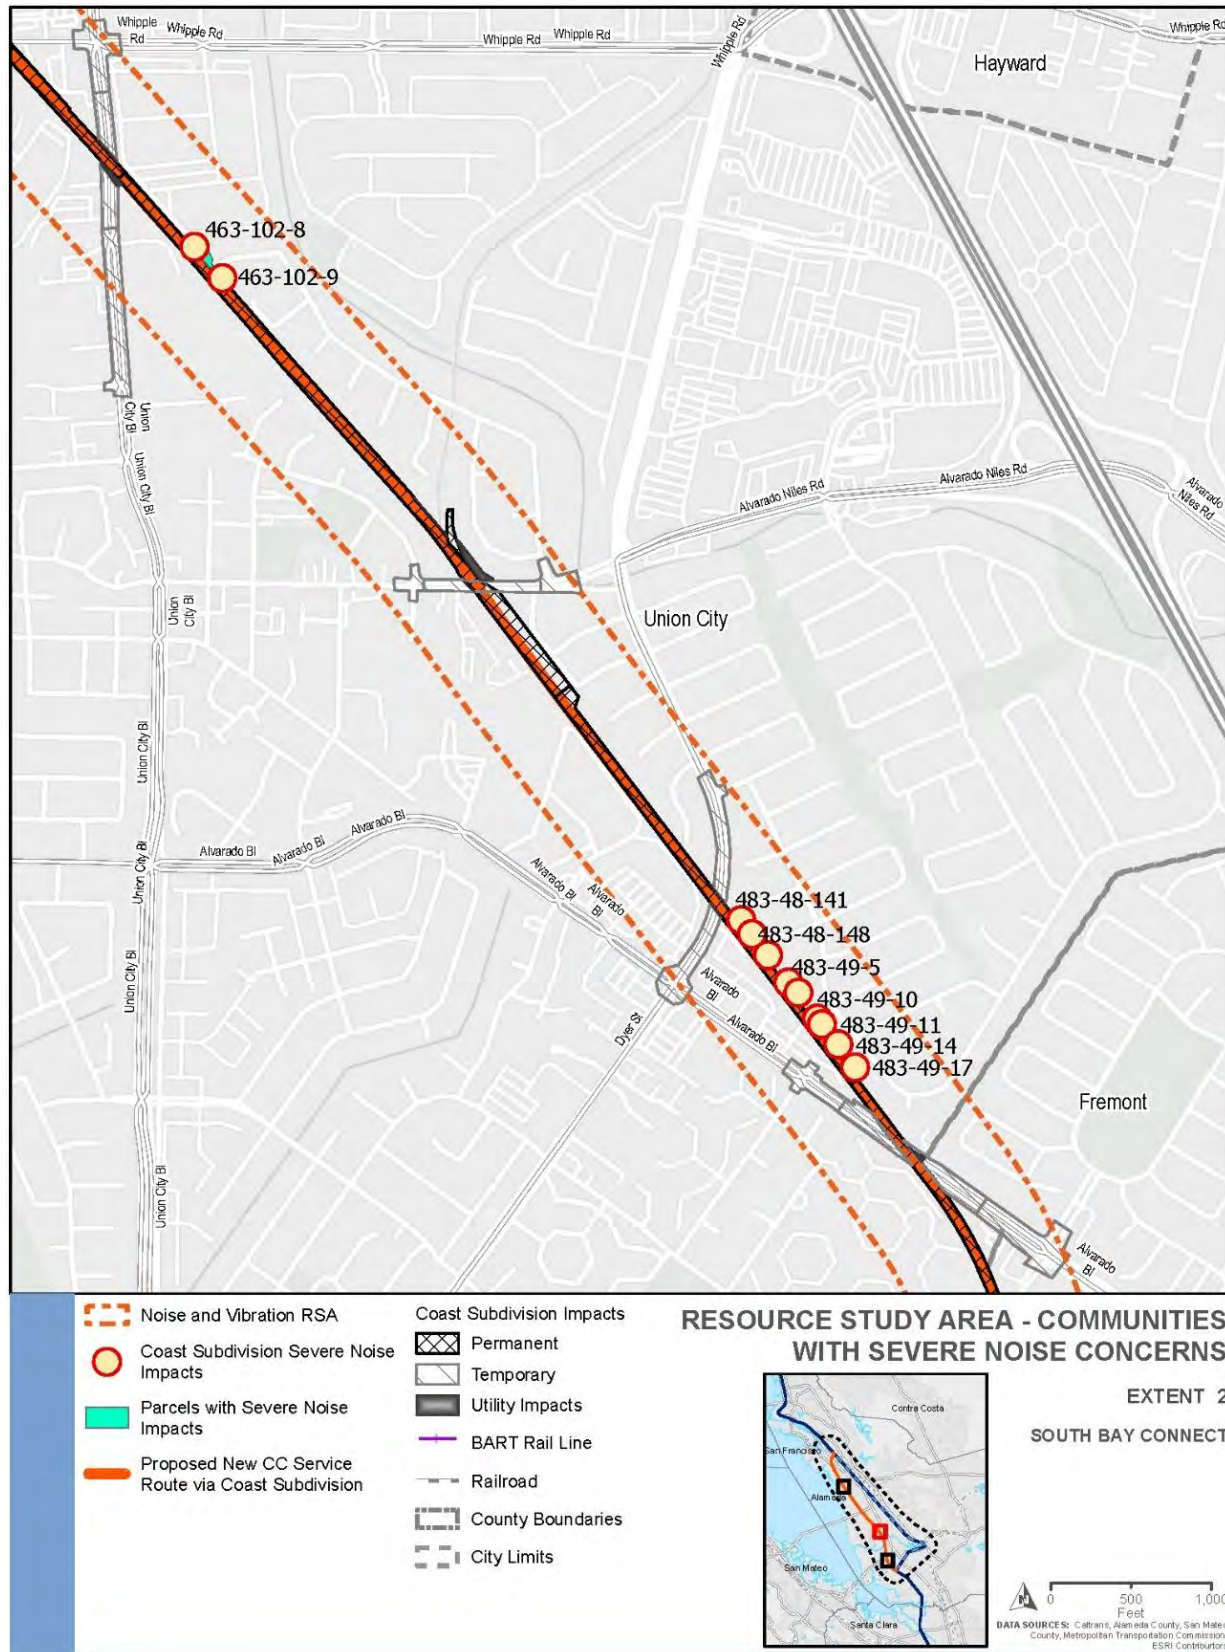 Whipple
Rd
Whipple Rd
Whipple Rd
Whipple Rd
Whipple Rd
Whipple Rd
Hayward
463-102-8
463-102-9
Union
City Bl
Union City Bl
Alvarado Niles Rd
Alvarado Niles Rd
Alvarado
Niles Rd
Union
City Bl
Union City
Union City Bl
Alvarado Bl
Alvarado Bl
Alvarado Bl
Union City Bl
Alvarado Bl
Alvarado
Bl
483-48-141
483-48-148
483-49-5
483-49-10
483-49-11
483-49-14
483-49-17
Union City Bl
Alvarado
Bl
Alvarado Bl
Dyer St
Fremont
Union City Bl
Alvarado
Bl
Noise and Vibration RSA
Coast Subdivision Severe Noise
Impacts
Parcels with Severe Noise
Impacts
Proposed New CC Service
Route via Coast Subdivision
Coast Subdivision Impacts
Permanent
Temporary
Utility Impacts
BART Rail Line
Railroad
County Boundaries
City Limits
RESOURCE STUDY AREA - COMMUNITIES
WITH SEVERE NOISE CONCERNS
EXTENT 2
SOUTH BAY CONNECT
Contra Costa
San Francisco
Alameda
San Mateo
Santa Clara
N
0 500 1,000
Feet
DATA SOURCES: Caltrans, Alameda County, San Mateo
County, Metropolitan Transportation Commission
ESRI Contributor